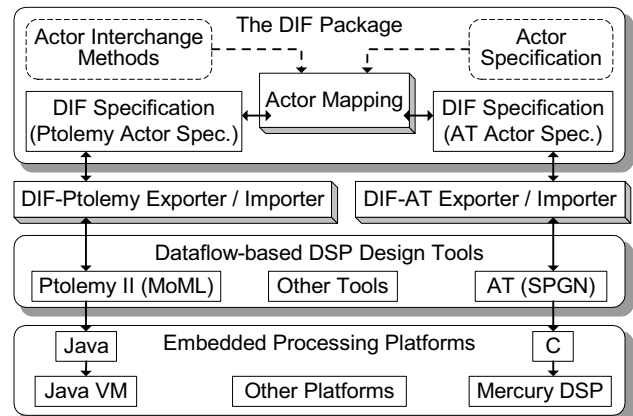 The DIF Package
Actor Interchange
Methods
Actor
Specification
Actor Mapping
DIF Specification
(Ptolemy Actor Spec.)
DIF Specification
(AT Actor Spec.)
DIF-Ptolemy Exporter / Importer
DIF-AT Exporter / Importer
Dataflow-based DSP Design Tools
Ptolemy II (MoML)
Other Tools
AT (SPGN)
Embedded Processing Platforms
Java
C
Java VM
Other Platforms
Mercury DSP